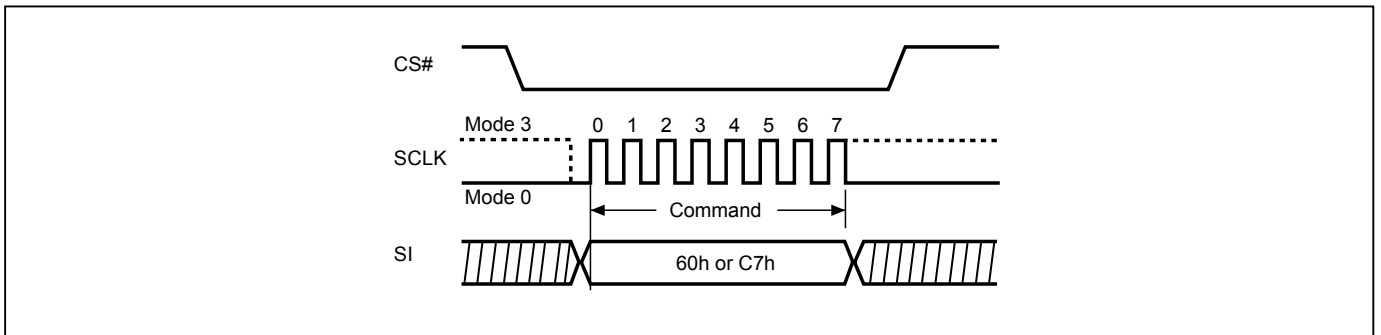 CS#
Mode 3
0 1 2 3 4 5 6 7
SCLK
Mode 0
Command
SI
60h or C7h